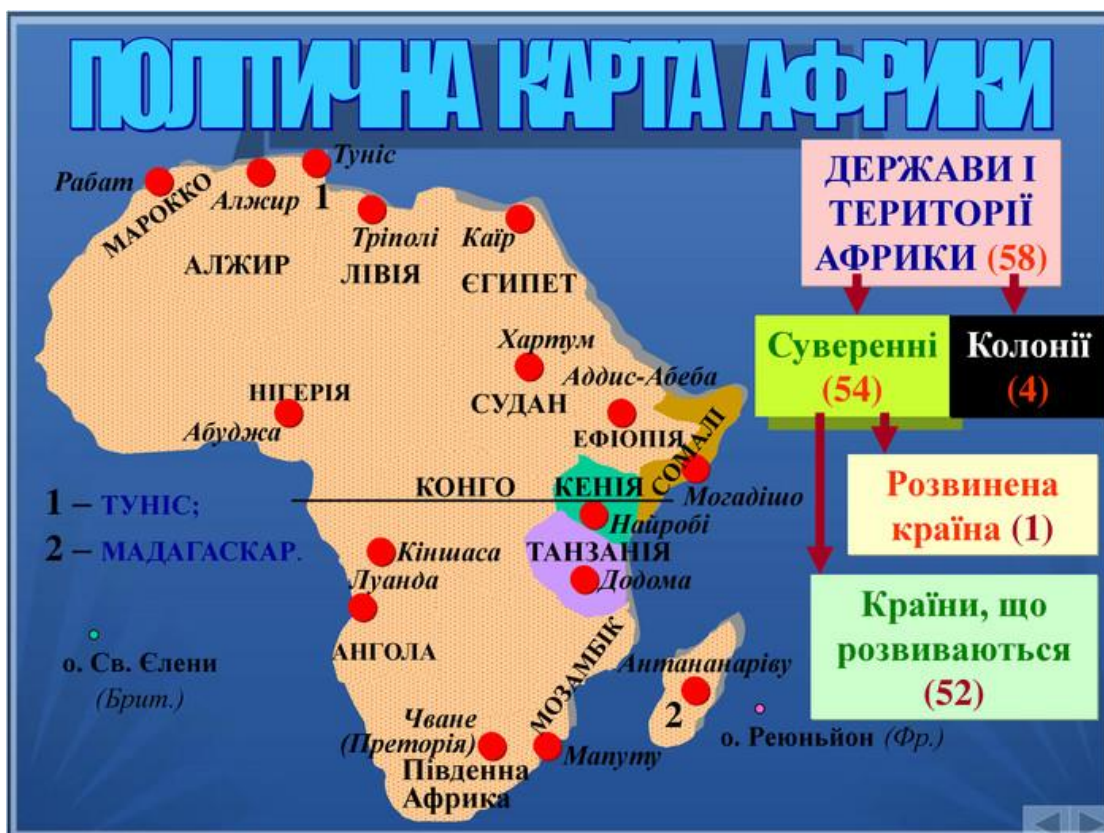 ПОЛІТИЧНА КАРТА АФРИКИ
Туніс
Рабат
МАРОККО
Алжир
1
Тріполі
Каїр
АЛЖИР
ЛІВІЯ
ЄГИПЕТ
Хартум
Аддис-Абеба
НІГЕРІЯ
СУДАН
Абуджа
ЕФІОПІЯ
СОМАЛІ
КОНГО
КЕНІЯ
Могадішо
1 – ТУНІС;
Найробі
2 – МАДАГАСКАР.
Кіншаса
ТАНЗАНІЯ
Луанда
Додома
АНГОЛА
МОЗАМБІК
о. Св. Єлени
(Брит.)
Антананаріву
2
о. Реюньйон (Фр.)
Чване
(Преторія)
Мапуту
Південна
Африка
ДЕРЖАВИ І
ТЕРИТОРІЇ
АФРИКИ (58)
Суверенні
(54)
Колонії
(4)
Розвинена
країна (1)
Країни, що
розвиваються
(52)